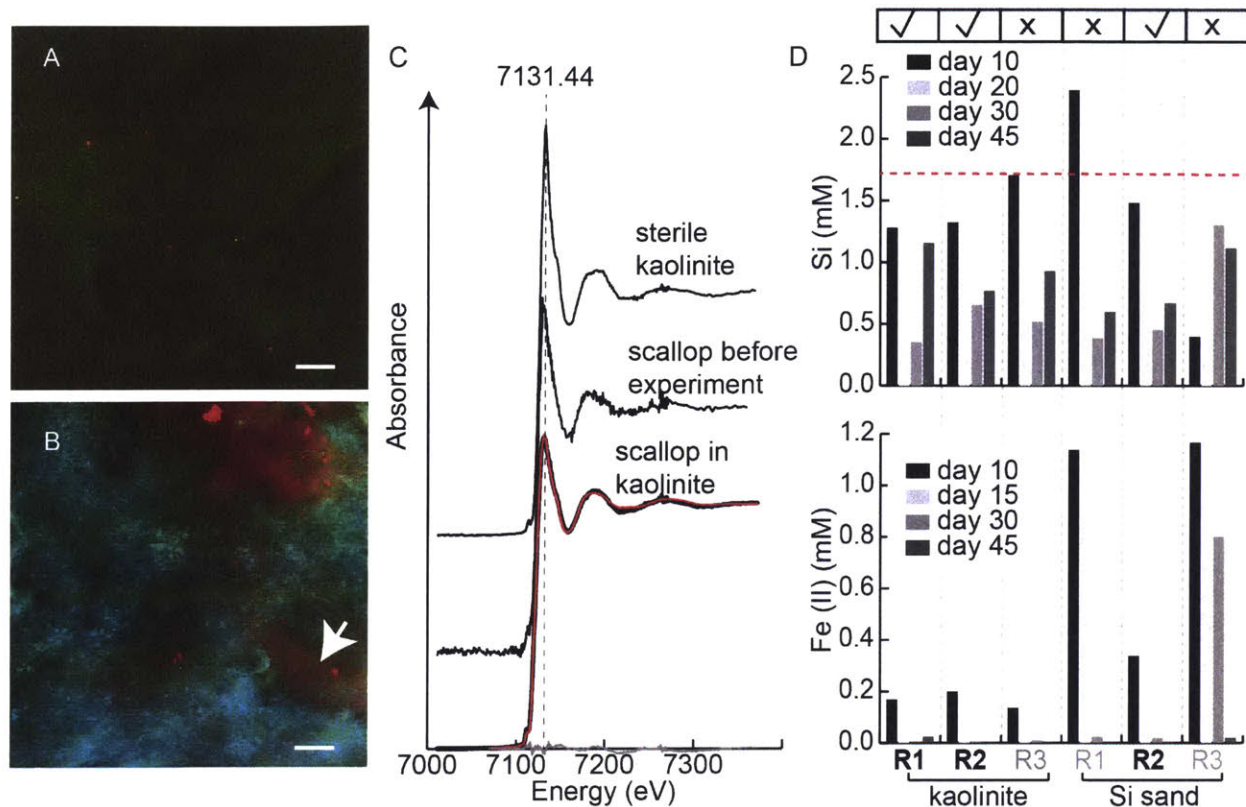 A
B
C
7131.44
Absorbance
sterile
kaolinite
scallop before
experiment
scallop in
kaolinite
7000
7100
7200
7300
Energy (eV)
√ √ x x √ x
D
day 10
day 20
day 30
day 45
2.5
2.0
1.5
1.0
0.5
0.0
Si (mM)
day 10
day 15
day 30
day 45
1.2
1.0
0.8
0.6
0.4
0.2
0.0
Fe (II) (mM)
R1 R2 R3 R1 R2 R3
kaolinite Si sand